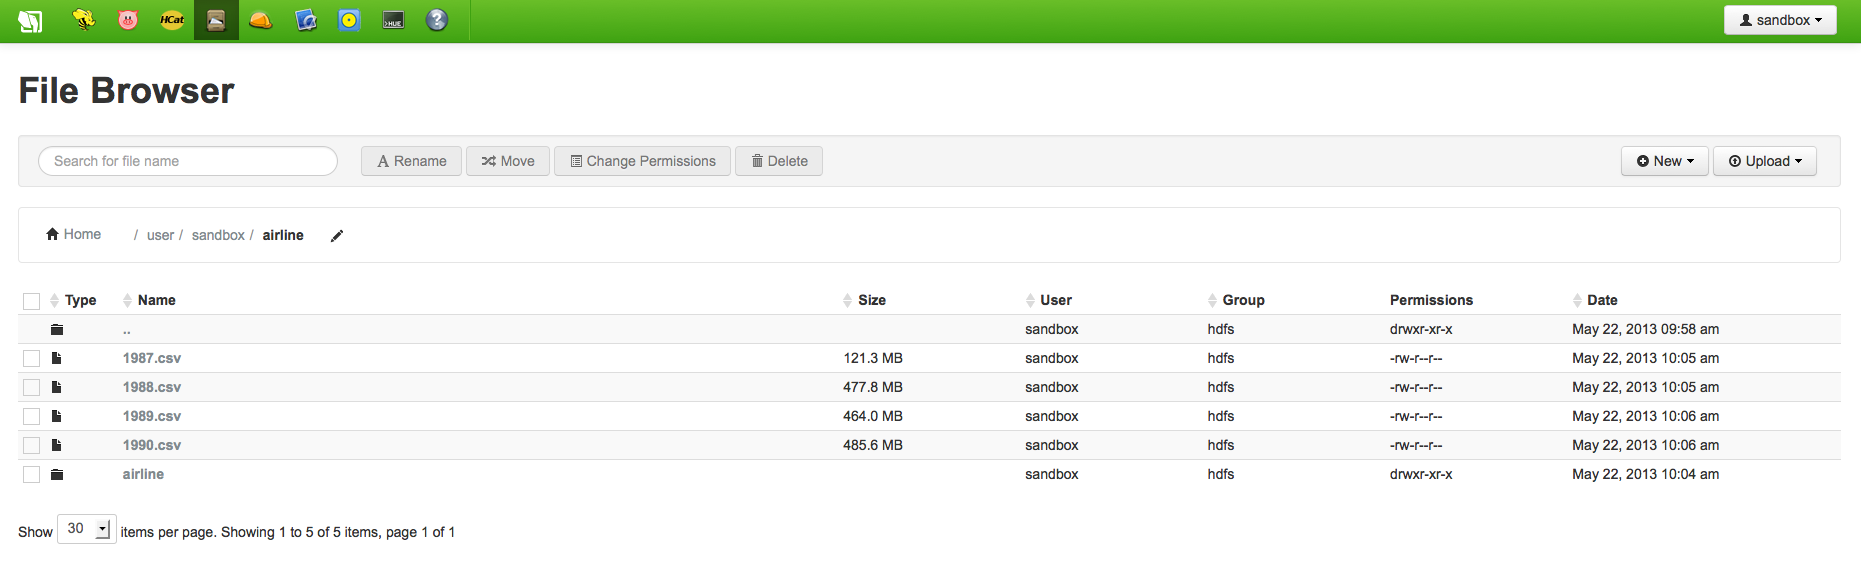 HCat >HUE ? sandbox
File Browser
Search for file name Rename Move Change Permissions Delete New Upload
Home / user / sandbox / airline
Type Name Size User Group Permissions Date
.. sandbox hdfs drwxr-xr-x May 22, 2013 09:58 am
1987.csv 121.3 MB sandbox hdfs -rw-r--r-- May 22, 2013 10:05 am
1988.csv 477.8 MB sandbox hdfs -rw-r--r-- May 22, 2013 10:05 am
1989.csv 464.0 MB sandbox hdfs -rw-r--r-- May 22, 2013 10:06 am
1990.csv 485.6 MB sandbox hdfs -rw-r--r-- May 22, 2013 10:06 am
airline sandbox hdfs drwxr-xr-x May 22, 2013 10:04 am
Show 30 items per page. Showing 1 to 5 of 5 items, page 1 of 1